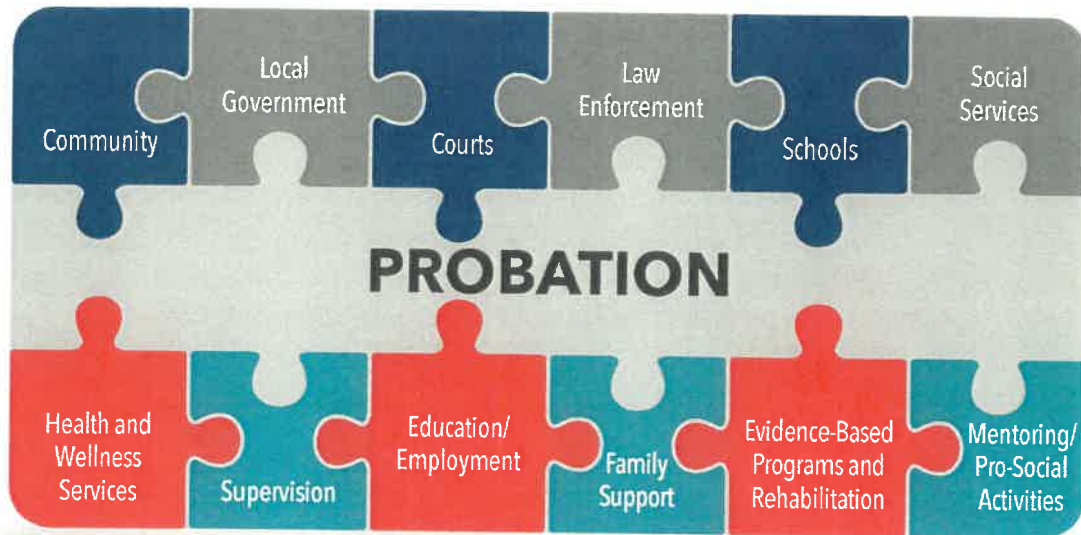 Community
Local
Government
Courts
Law
Enforcement
Schools
Social
Services
PROBATION
Health and
Wellness
Services
Supervision
Education/
Employment
Family
Support
Evidence-Based
Programs and
Rehabilitation
Mentoring/
Pro-Social
Activities